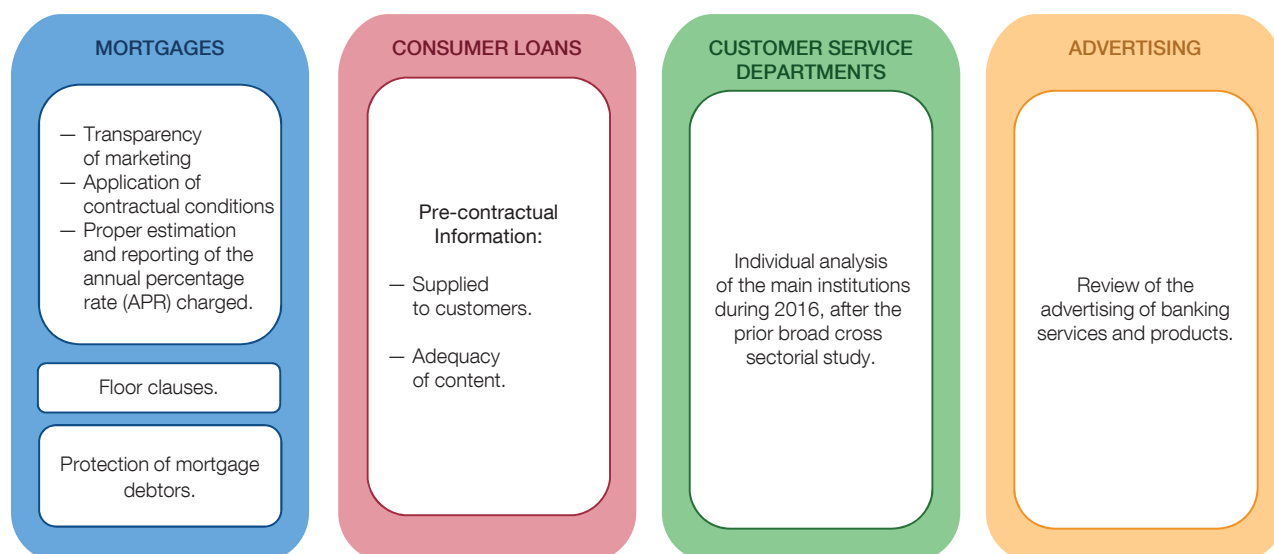 MORTGAGES
— Transparency
of marketing
— Application of
contractual conditions
— Proper estimation
and reporting of the
annual percentage
rate (APR) charged.
Floor clauses.
Protection of mortgage
debtors.
CONSUMER LOANS
Pre-contractual
Information:
— Supplied
to customers.
— Adequacy
of content.
CUSTOMER SERVICE
DEPARTMENTS
Individual analysis
of the main institutions
during 2016, after the
prior broad cross
sectorial study.
ADVERTISING
Review of the
advertising of banking
services and products.